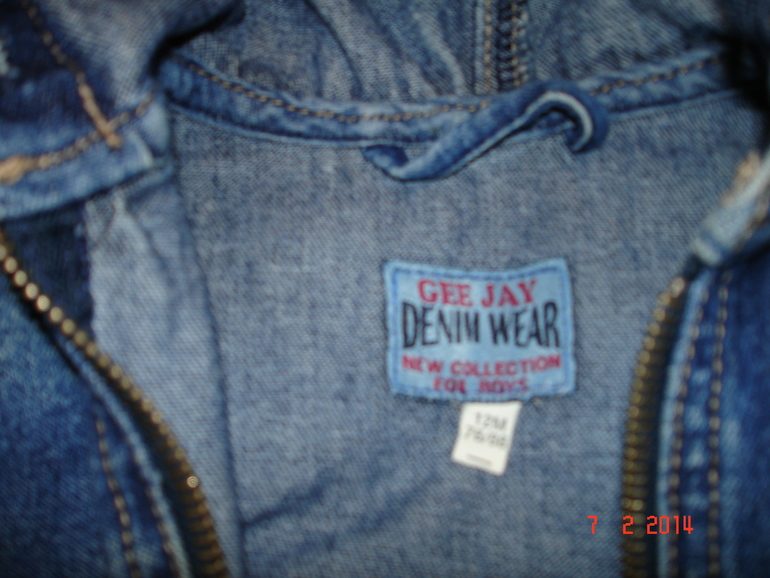 GEE JAY
DENIM WEAR
NEW COLLECTION
FOR BOYS
12M
7 2 2014